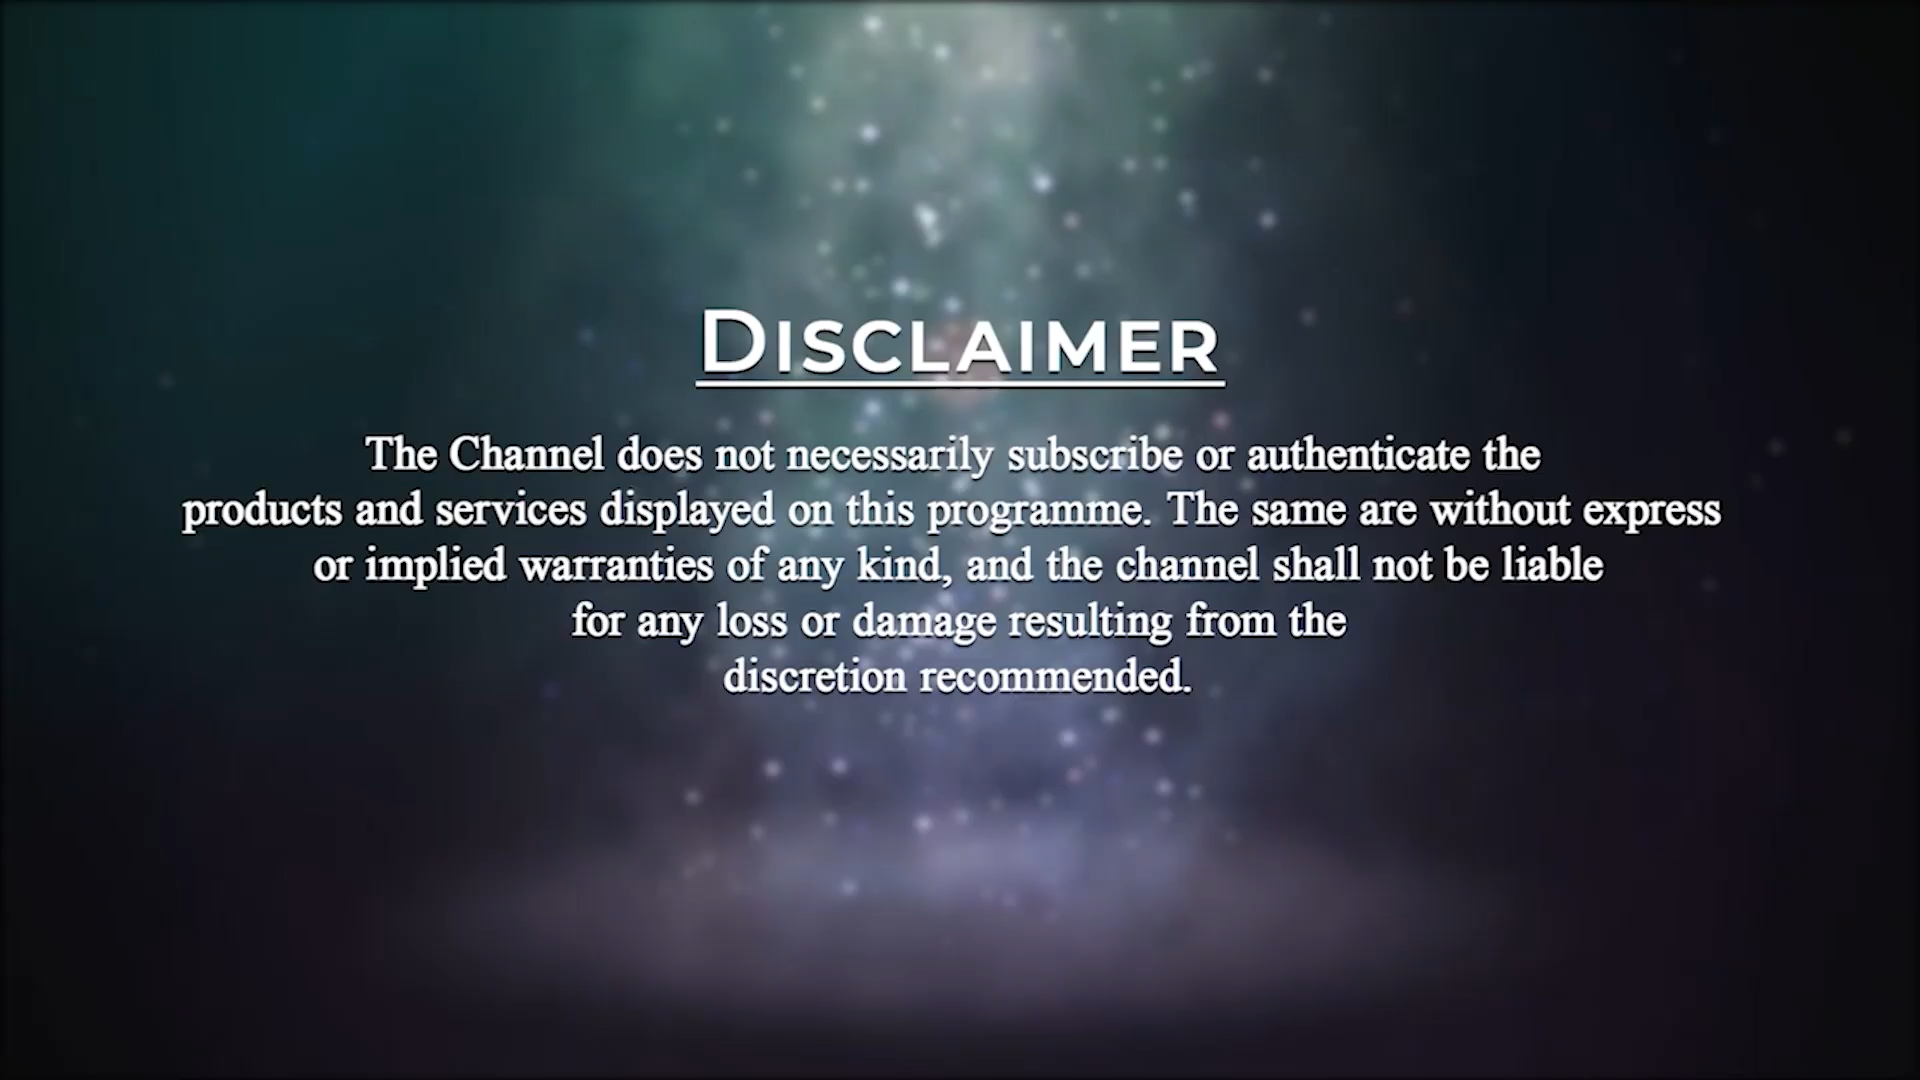 DISCLAIMER
The Channel does not necessarily subscribe or authenticate the
products and services displayed on this programme. The same are without express
or implied warranties of any kind, and the channel shall not be liable
for any loss or damage resulting from the
discretion recommended.